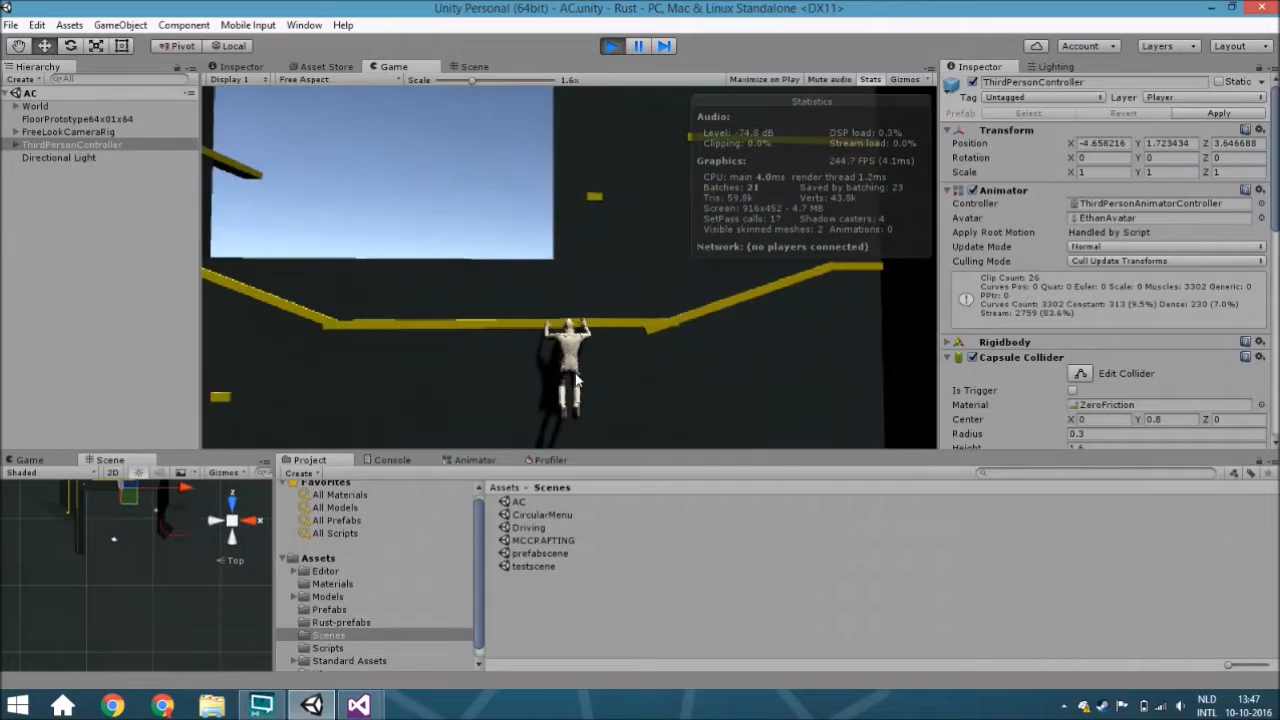 Unity Personal (64bit) - AC.unity - Rust - PC, Mac & Linux Standalone <DX11>
File Edit Assets GameObject Component Mobile Input Window Help
Pivot Local Account Layers Layout
Hierarchy
Create All
AC
World
FloorPrototype64x01x64
FreeLookCameraRig
ThirdPersonController
Directional Light
Inspector Asset Store Game Scene
Display 1 Free Aspect Scale 1.6x Maximize on Play Mute audio Stats Gizmos
Statistics
Audio:
Level: -74.8 dB DSP load: 0.3%
Clipping: 0.0% Stream load: 0.0%
Graphics: 244.7 FPS (4.1ms)
CPU: main 4.0ms render thread 1.2ms
Batches: 21 Saved by batching: 23
Tris: 59.8k Verts: 43.8k
Screen: 916x452 - 4.7 MB
SetPass calls: 17 Shadow casters: 4
Visible skinned meshes: 2 Animations: 0
Network: (no players connected)
Inspector Lighting
ThirdPersonController Static
Tag Untagged Layer Player
Prefab Select Revert Apply
Transform
Position X -4.658216 Y 1.723434 Z 3.646688
Rotation X 0 Y 0 Z 0
Scale X 1 Y 1 Z 1
Animator
Controller ThirdPersonAnimatorController
Avatar EthanAvatar
Apply Root Motion Handled by Script
Update Mode Normal
Culling Mode Cull Update Transforms
Clip Count: 26
Curves Pos: 0 Quat: 0 Euler: 0 Scale: 0 Muscles: 3302 Generic: 0
PPtr: 0
Curves Count: 3302 Constant: 313 (9.5%) Dense: 230 (7.0%)
Stream: 2759 (83.6%)
Rigidbody
Capsule Collider
Edit Collider
Is Trigger
Material ZeroFriction
Center X 0 Y 0.8 Z 0
Radius 0.3
Height 1.6
Game Scene
Shaded 2D Gizmos
z
x
Top
Project Console Animator Profiler
Create
Favorites
All Materials
All Models
All Prefabs
All Scripts
Assets
Editor
Materials
Models
Prefabs
Rust-prefabs
Scenes
Scripts
Standard Assets
Assets Scenes
AC
CircularMenu
Driving
MCCRAFTING
prefabscene
testscene
NLD 13:47
INTL 10-10-2016